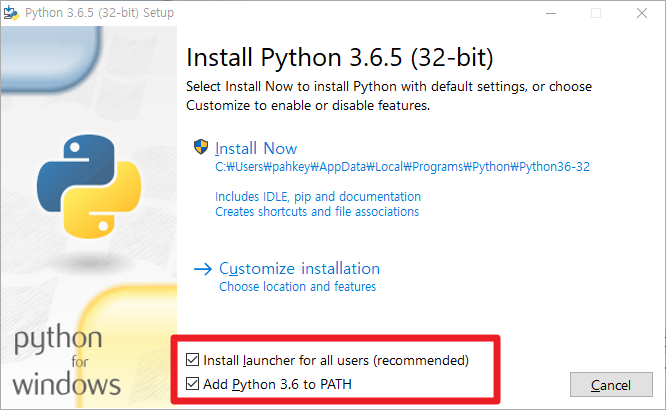 Python 3.6.5 (32-bit) Setup
Install Python 3.6.5 (32-bit)
Select Install Now to install Python with default settings, or choose
Customize to enable or disable features.
Install Now
C:₩Users₩pahkey₩AppData₩Local₩Programs₩Python₩Python36-32
Includes IDLE, pip and documentation
Creates shortcuts and file associations
Customize installation
Choose location and features
python
for
windows
Install launcher for all users (recommended)
Add Python 3.6 to PATH
Cancel